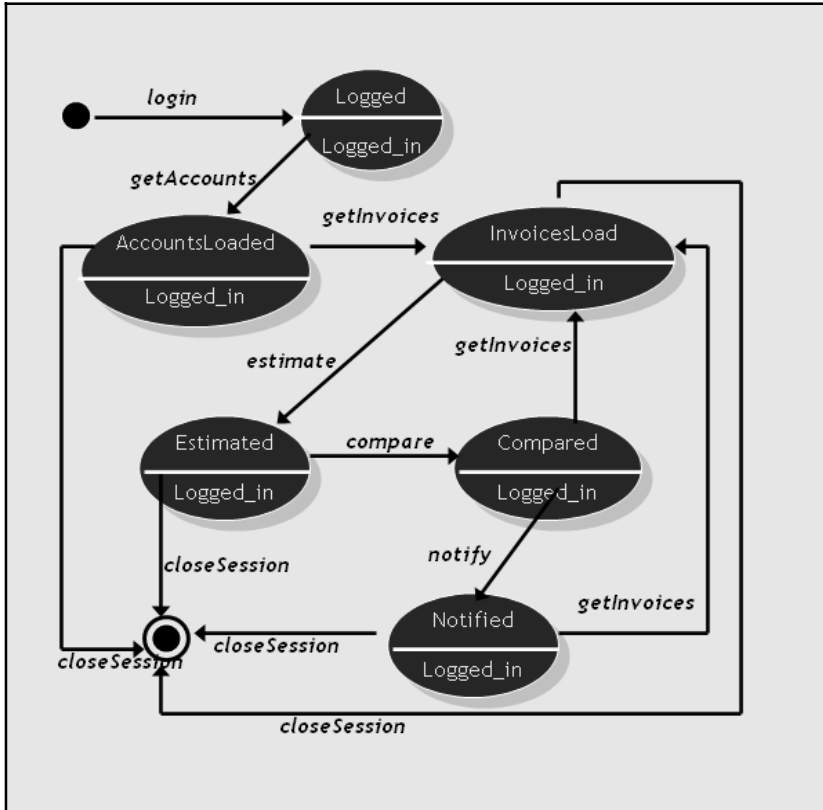 login
Logged
Logged_in
getAccounts
AccountsLoaded
Logged_in
getInvoices
InvoicesLoad
Logged_in
estimate
getInvoices
Estimated
Logged_in
compare
Compared
Logged_in
closeSession
notify
Notified
Logged_in
getInvoices
closeSession
closeSession
closeSession